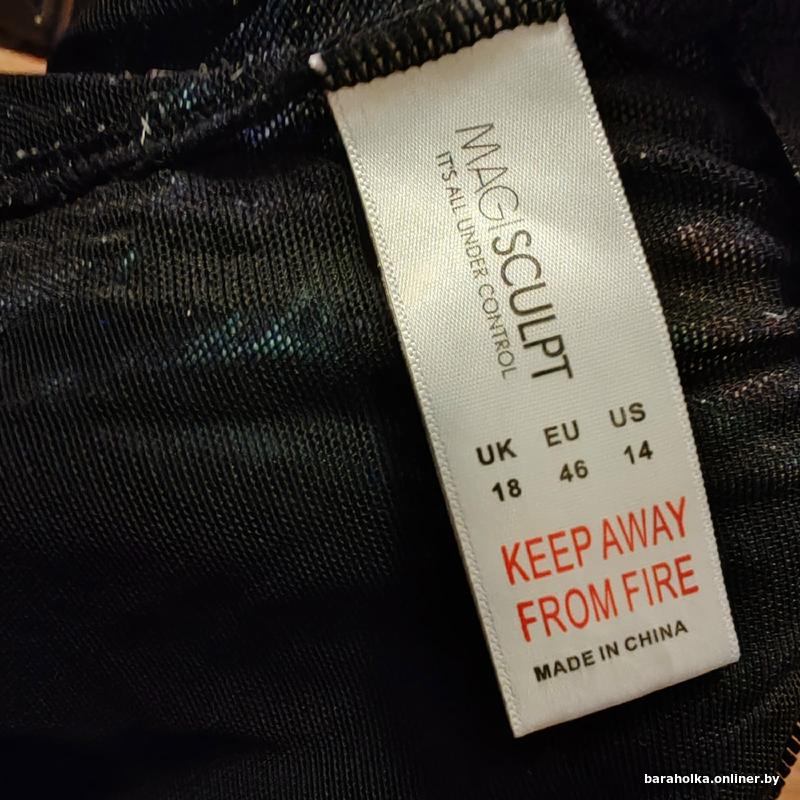 MAGISCULPT
IT'S ALL UNDER CONTROL
UK EU US
18 46 14
KEEP AWAY
FROM FIRE
MADE IN CHINA
baraholka.onliner.by